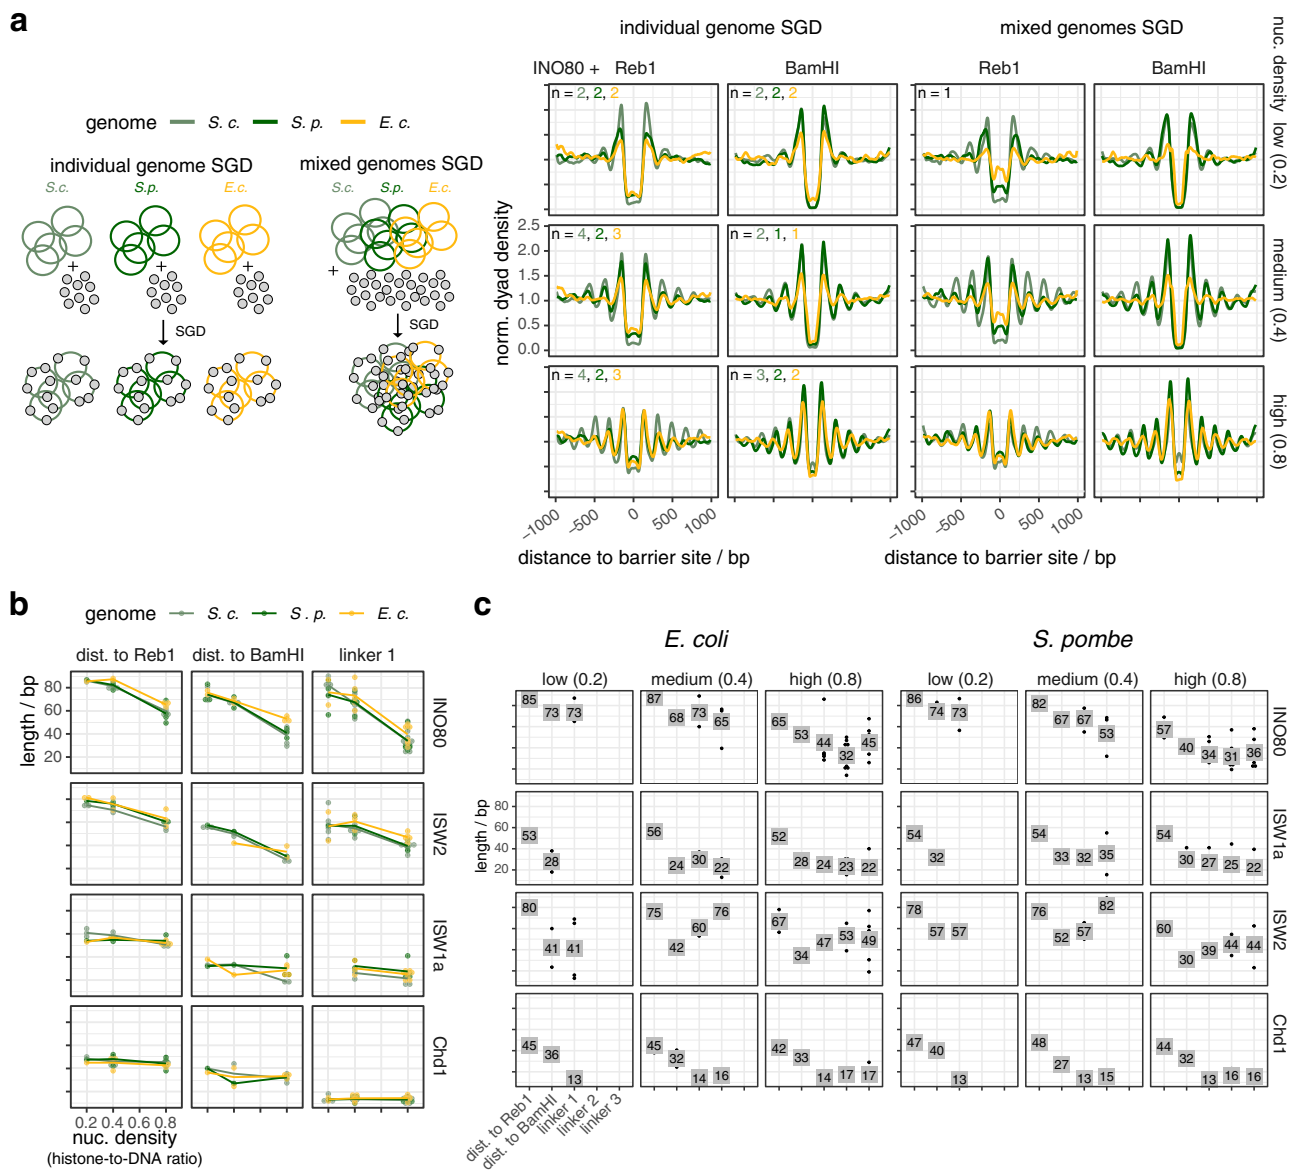 a
individual genome SGD
mixed genomes SGD
nuc. density
INO80 + Reb1
BamHI
Reb1
BamHI
genome S. c. S. p. E. c.
individual genome SGD
mixed genomes SGD
S.c. S.p. E.c.
S.c. S.p. E.c.
+ + + +
SGD
SGD
n = 2, 2, 2
n = 2, 2, 2
n = 1
low (0.2)
n = 4, 2, 3
n = 2, 1, 1
medium (0.4)
n = 4, 2, 3
n = 3, 2, 2
high (0.8)
norm. dyad density
2.5
2.0
1.5
1.0
0.5
0.0
−1000 −500 0 500 1000
−1000 −500 0 500 1000
distance to barrier site / bp
distance to barrier site / bp
b
genome S. c. S . p. E. c.
dist. to Reb1 dist. to BamHI linker 1
length / bp
80
60
40
20
INO80
ISW2
ISW1a
Chd1
0.2 0.4 0.6 0.8
nuc. density
(histone-to-DNA ratio)
c
E. coli
S. pombe
low (0.2) medium (0.4) high (0.8) low (0.2) medium (0.4) high (0.8)
85 73 73
87 68 73 65
65 53 44 32 45
86 74 73
82 67 67 53
57 40 34 31 36
INO80
length / bp
80
60
40
20
53 28
56 24 30 22
52 28 24 23 22
54 32
54 33 32 35
54 30 27 25 22
ISW1a
80 41 41
75 42 60 76
67 34 47 53 49
78 57 57
76 52 57 82
60 30 39 44 44
ISW2
45 36 13
45 32 14 16
42 33 14 17 17
47 40 13
48 27 13 15
44 32 13 16 16
Chd1
dist. to Reb1
dist. to BamHI
linker 1
linker 2
linker 3